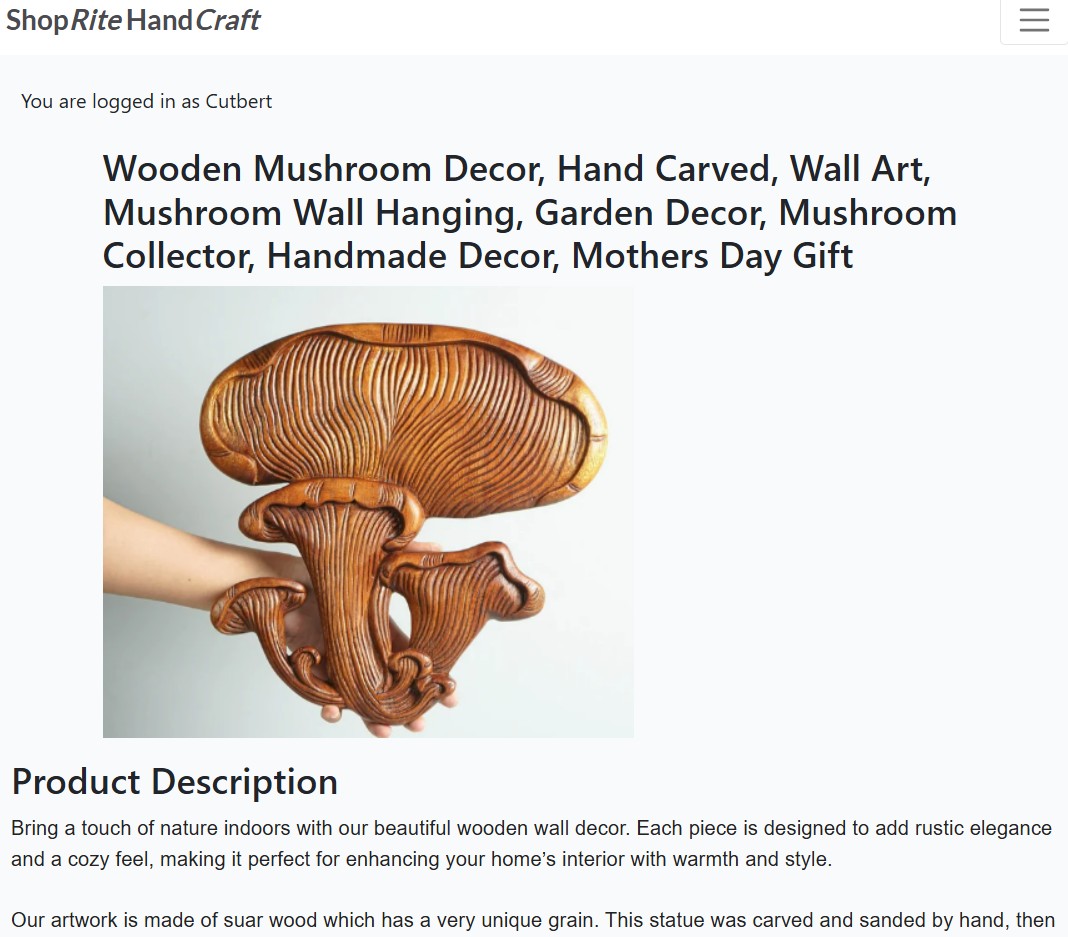 ShopRite HandCraft
You are logged in as Cutbert
Wooden Mushroom Decor, Hand Carved, Wall Art,
Mushroom Wall Hanging, Garden Decor, Mushroom
Collector, Handmade Decor, Mothers Day Gift
Product Description
Bring a touch of nature indoors with our beautiful wooden wall decor. Each piece is designed to add rustic elegance
and a cozy feel, making it perfect for enhancing your home’s interior with warmth and style.
Our artwork is made of suar wood which has a very unique grain. This statue was carved and sanded by hand, then